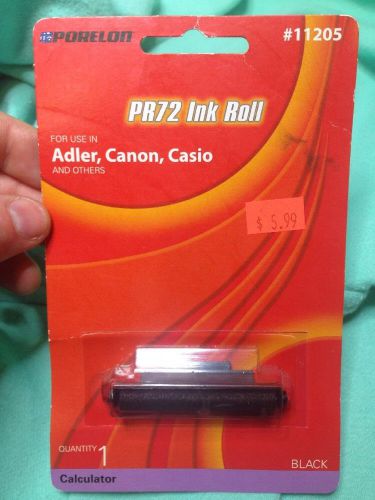 PORELON
#11205
PR72 Ink Roll
FOR USE IN
Adler, Canon, Casio
AND OTHERS
$ 5.99
QUANTITY 1
BLACK
Calculator